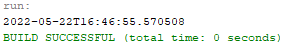 run:
2022-05-22T16:46:55.570508
BUILD SUCCESSFUL (total time: 0 seconds)